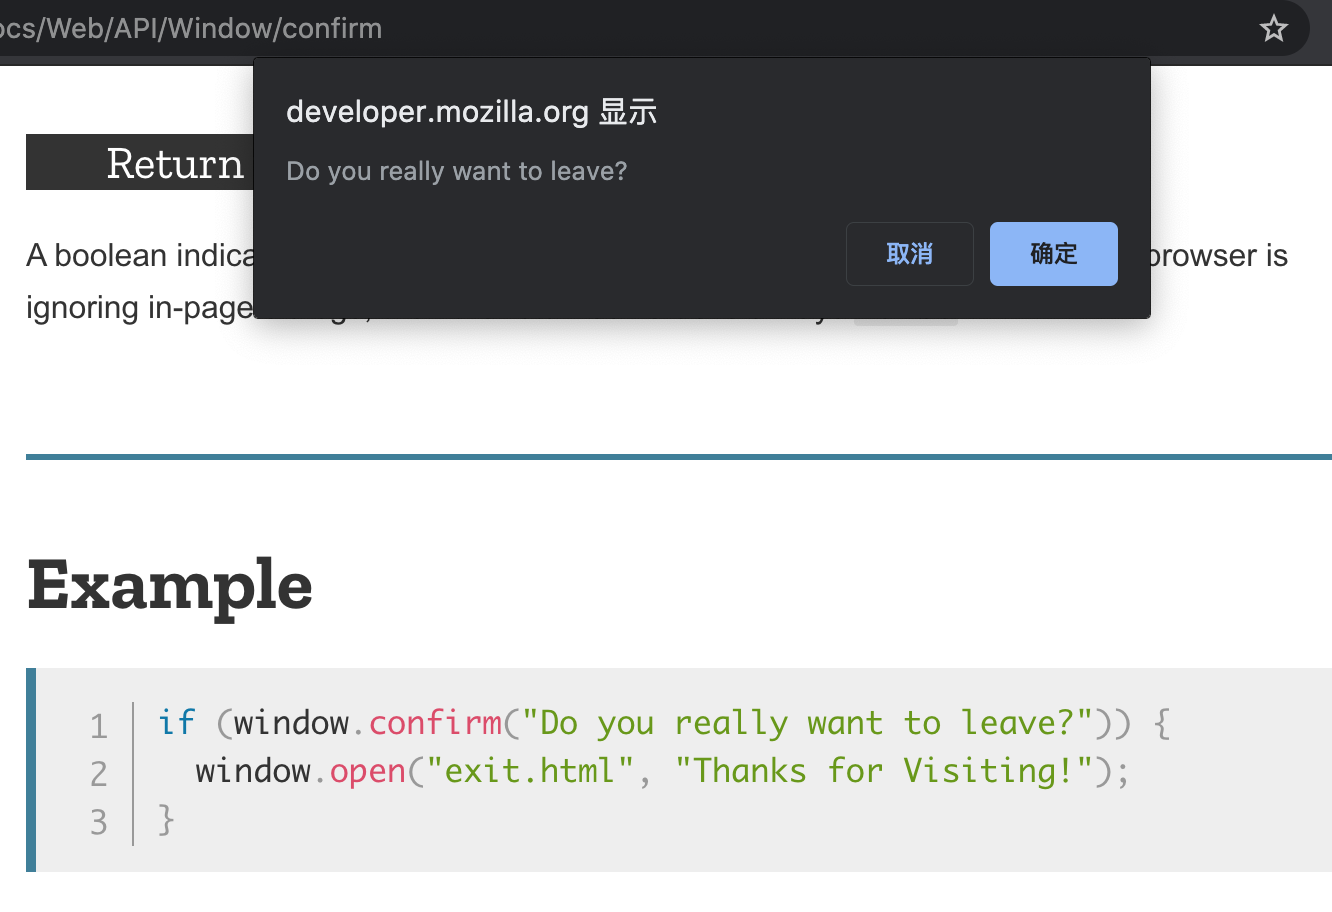 ocs/Web/API/Window/confirm
developer.mozilla.org 显示
Do you really want to leave?
取消
确定
Return
A boolean indica browser is
ignoring in-page
Example
1 if (window.confirm("Do you really want to leave?")) {
2 window.open("exit.html", "Thanks for Visiting!");
3 }